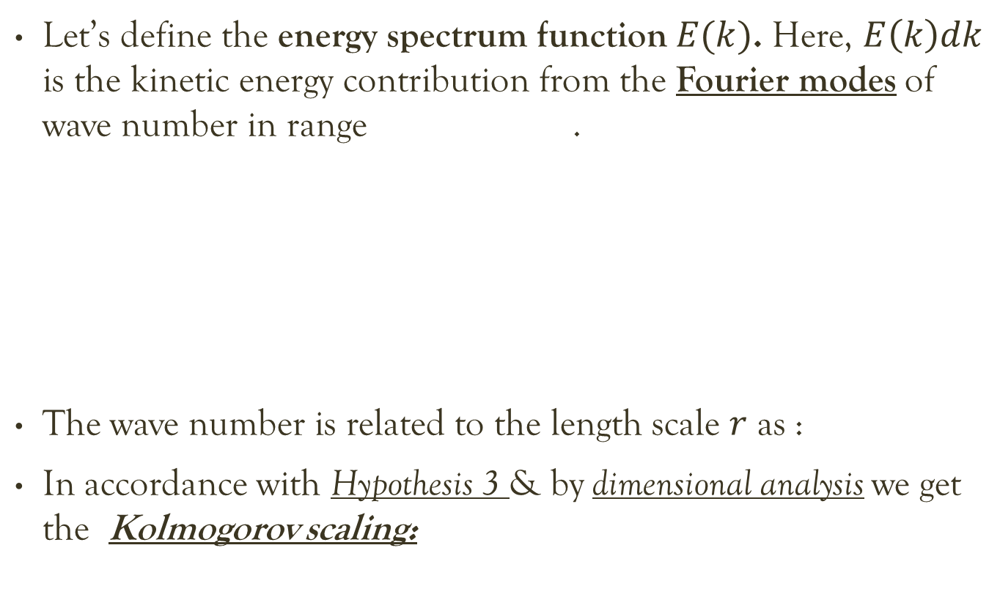 • Let’s define the energy spectrum function E(k). Here, E(k)dk
is the kinetic energy contribution from the Fourier modes of
wave number in range .
• The wave number is related to the length scale r as :
• In accordance with Hypothesis 3 & by dimensional analysis we get
the Kolmogorov scaling: